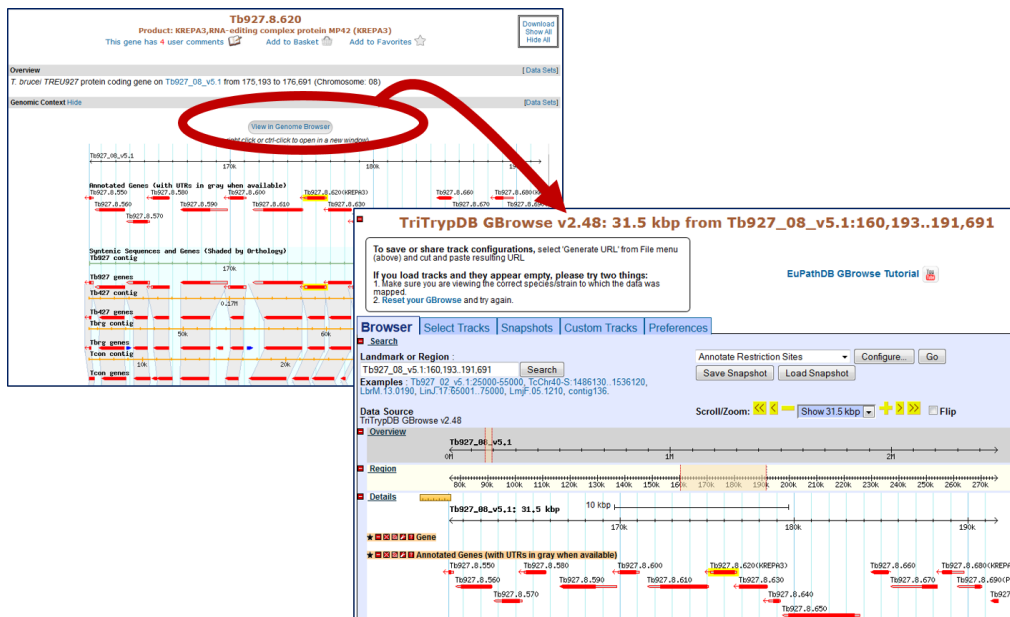 Tb927.8.620
Product: KREPA3,RNA-editing complex protein MP42 (KREPA3)
This gene has 4 user comments Add to Basket Add to Favorites
Download
Show All
Hide All
Overview [Data Sets]
T. brucei TREU927 protein coding gene on Tb927_08_v5.1 from 175,193 to 176,691 (Chromosome: 08)
Genomic Context Hide [Data Sets]
View in Genome Browser
right click or ctrl-click to open in a new window)
Tb927_08_v5.1
170k 180k 190k
Annotated Genes (with UTRs in gray when available)
Tb927.8.550 Tb927.8.580 Tb927.8.600 Tb927.8.620(KREPA3) Tb927.8.660 Tb927.8.680(KR
Tb927.8.560 Tb927.8.590 Tb927.8.610 Tb927.8.630 Tb927.8.670 Tb927.8.690
Tb927.8.570
Syntenic Sequences and Genes (Shaded by Orthology)
Tb927 contig
170k
Tb927 genes
Tb427 contig
0.17M
Tb427 genes
Tbrg contig
50k 60k
Tbrg genes
Tcon contig
10k 20k
Tcon genes
TriTrypDB GBrowse v2.48: 31.5 kbp from Tb927_08_v5.1:160,193..191,691
To save or share track configurations, select 'Generate URL' from File menu
(above) and cut and paste resulting URL
If you load tracks and they appear empty, please try two things:
1. Make sure you are viewing the correct species/strain to which the data was
mapped.
2. Reset your GBrowse and try again.
EuPathDB GBrowse Tutorial
Browser Select Tracks Snapshots Custom Tracks Preferences
Search
Landmark or Region :
Tb927_08_v5.1:160,193..191,691 Search
Annotate Restriction Sites Configure... Go
Save Snapshot Load Snapshot
Examples : Tb927_02_v5.1:25000-55000, TcChr40-S:1486130..1536120,
LbrM.13.0190, LinJ.17:65001..75000, LmjF.05.1210, contig136.
Data Source
TriTrypDB GBrowse v2.48
Scroll/Zoom: Show 31.5 kbp Flip
Overview
Tb927_08_v5.1
0M 1M 2M
Region
80k 90k 100k 110k 120k 130k 140k 150k 160k 170k 180k 190k 200k 210k 220k 230k 240k 250k 260k 270k
Details
Tb927_08_v5.1: 31.5 kbp 10 kbp
170k 180k 190k
Gene
Annotated Genes (with UTRs in gray when available)
Tb927.8.550 Tb927.8.580 Tb927.8.600 Tb927.8.620(KREPA3) Tb927.8.660 Tb927.8.680(KREPA
Tb927.8.560 Tb927.8.590 Tb927.8.610 Tb927.8.630 Tb927.8.670 Tb927.8.690(P
Tb927.8.570 Tb927.8.640 Tb927
Tb927.8.650